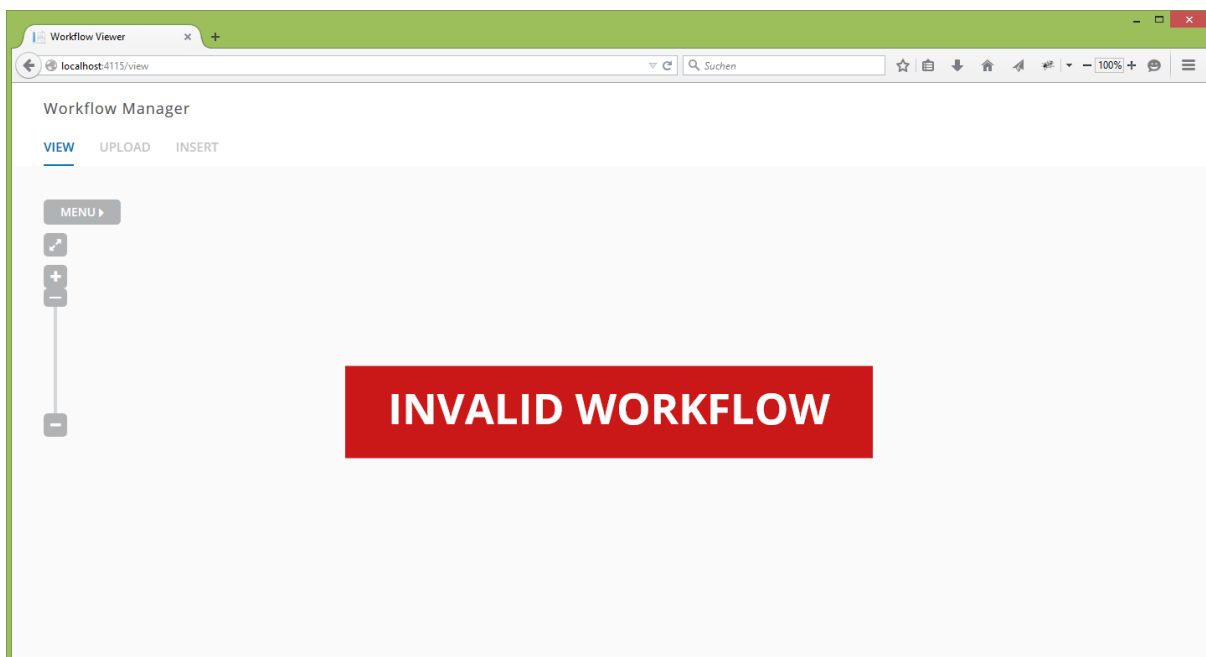 Workflow Viewer
localhost:4115/view
Suchen
100%
Workflow Manager
VIEW UPLOAD INSERT
MENU
INVALID WORKFLOW